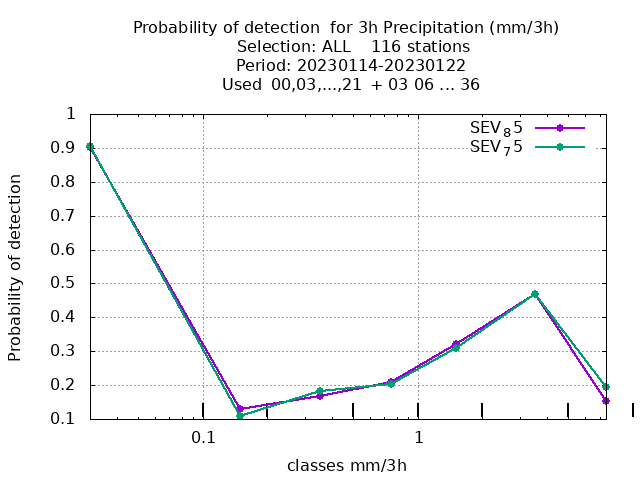 Probability of detection  for 3h Precipitation (mm/3h)
Selection: ALL    116 stations
Period: 20230114-20230122
Used  00,03,...,21  + 03 06 ... 36
SEV₈5
SEV₇5
1
0.9
0.8
0.7
0.6
0.5
0.4
0.3
0.2
0.1
Probability of detection
0.1 1
classes mm/3h